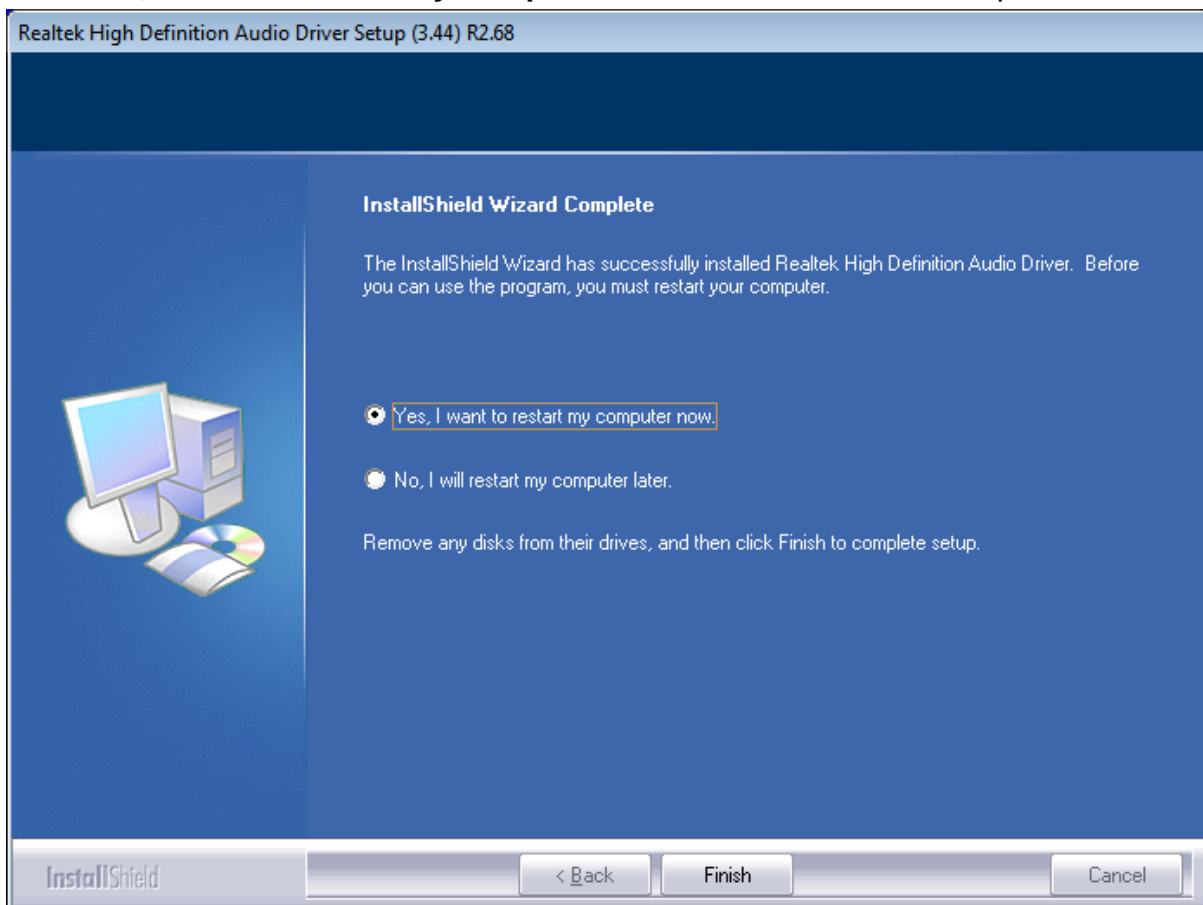 Realtek High Definition Audio Driver Setup (3.44) R2.68
InstallShield Wizard Complete
The InstallShield Wizard has successfully installed Realtek High Definition Audio Driver.  Before
you can use the program, you must restart your computer.
Yes, I want to restart my computer now.
No, I will restart my computer later.
Remove any disks from their drives, and then click Finish to complete setup.
InstallShield
< Back
Finish
Cancel